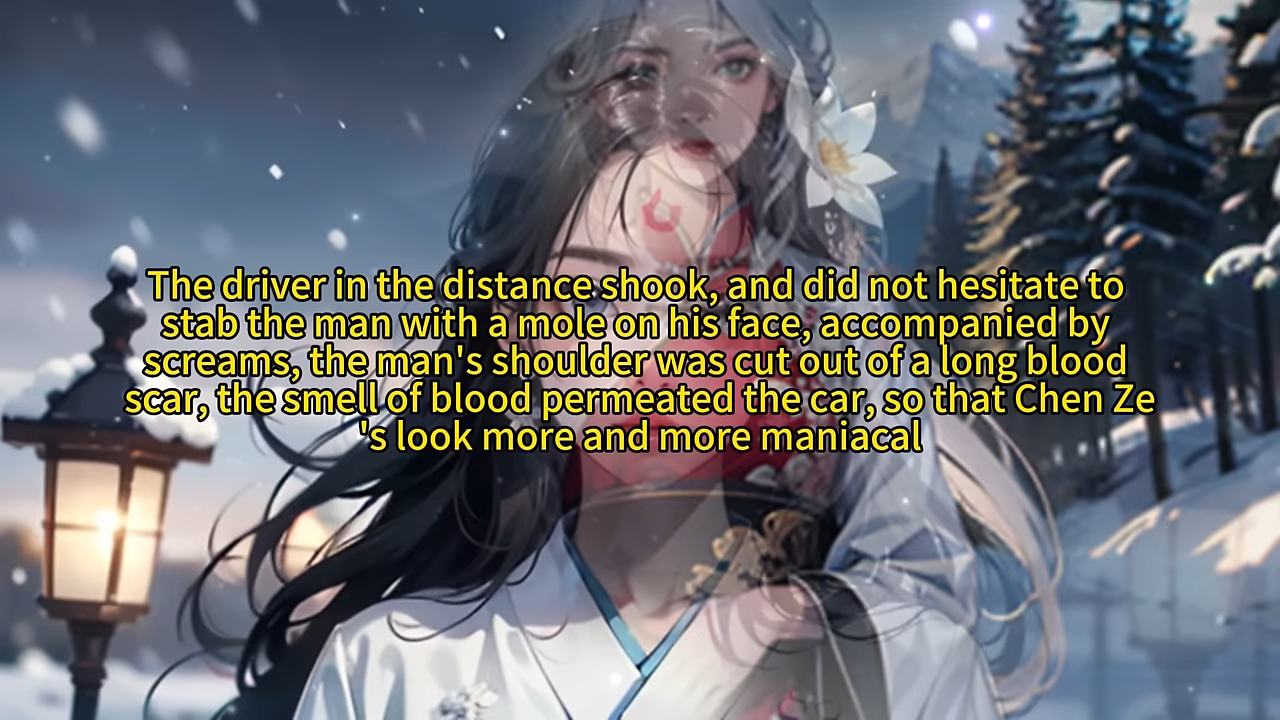 The driver in the distance shook, and did not hesitate to
stab the man with a mole on his face, accompanied by
screams, the man's shoulder was cut out of a long blood
scar, the smell of blood permeated the car, so that Chen Ze
's look more and more maniacal